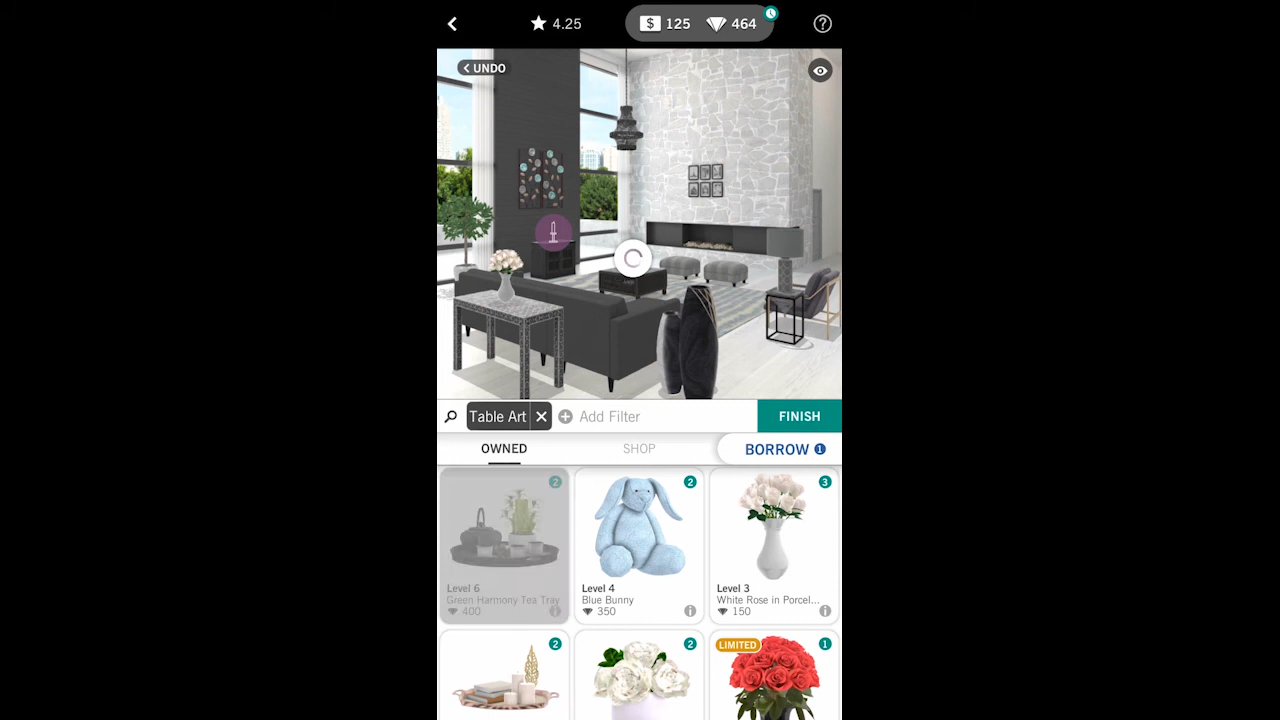 4.25
$ 125
464
?
UNDO
Table Art
Add Filter
FINISH
OWNED
SHOP
BORROW 1
2
2
3
Level 6
Green Harmony Tea Tray
400
Level 4
Blue Bunny
350
Level 3
White Rose in Porcel...
150
2
2
LIMITED
1